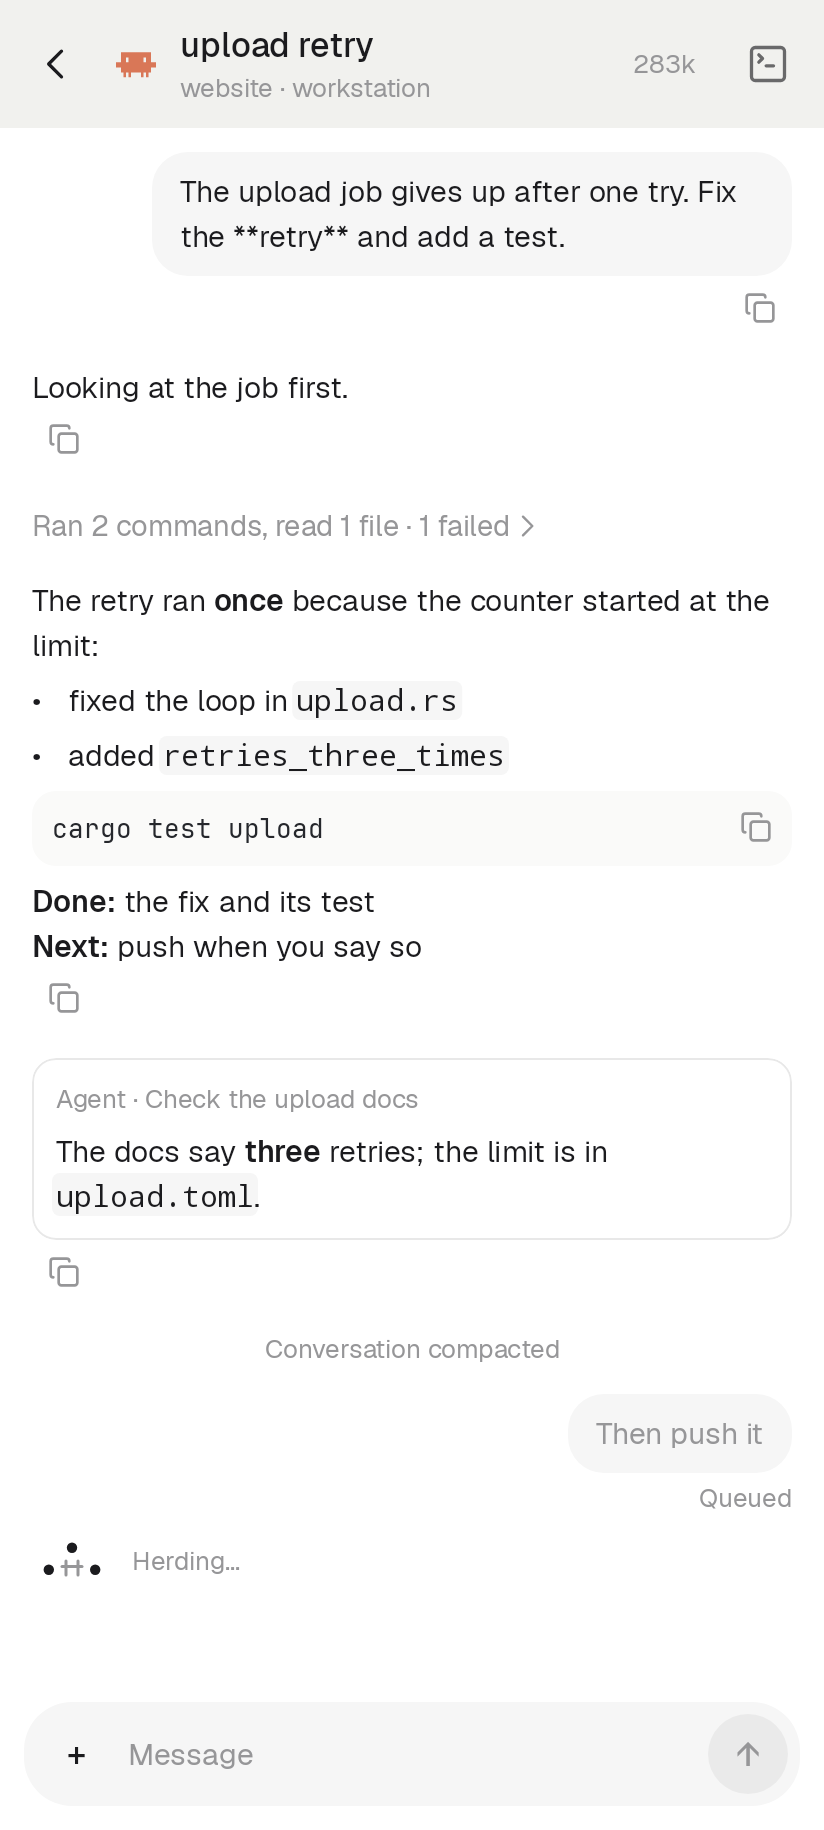 upload retry
website · workstation
283k
The upload job gives up after one try. Fix
the **retry** and add a test.
Looking at the job first.
Ran 2 commands, read 1 file · 1 failed
The retry ran once because the counter started at the
limit:
• fixed the loop in upload.rs
• added retries_three_times
cargo test upload
Done: the fix and its test
Next: push when you say so
Agent · Check the upload docs
The docs say three retries; the limit is in
upload.toml.
Conversation compacted
Then push it
Queued
Herding…
+ Message